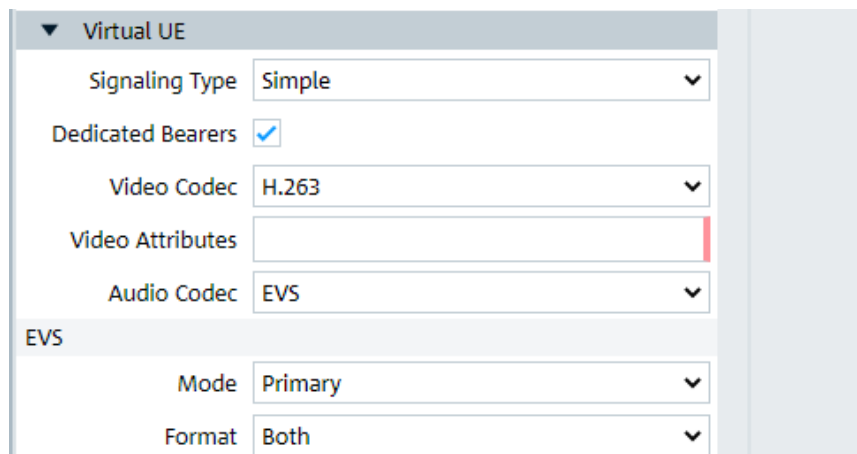 Virtual UE
Signaling Type Simple
Dedicated Bearers
Video Codec H.263
Video Attributes
Audio Codec EVS
EVS
Mode Primary
Format Both